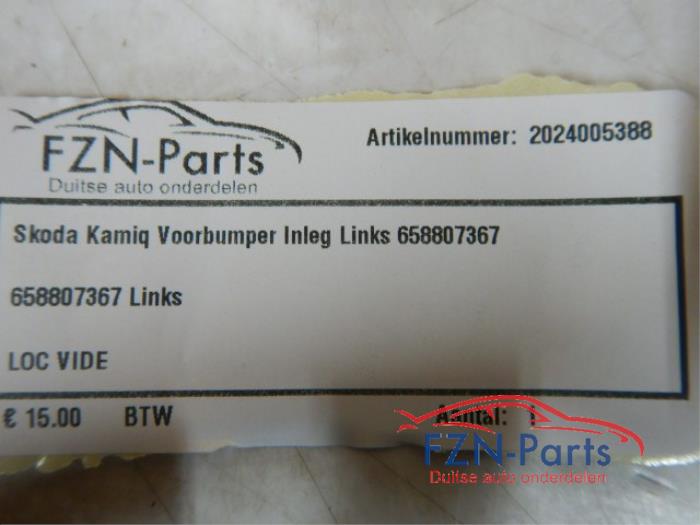 FZN-Parts
Duitse auto onderdelen
Artikelnummer: 2024005388
Skoda Kamiq Voorbumper Inleg Links 658807367
658807367 Links
LOC VIDE
€ 15.00 BTW Aantal:
FZN-Parts
Duitse auto onderdelen